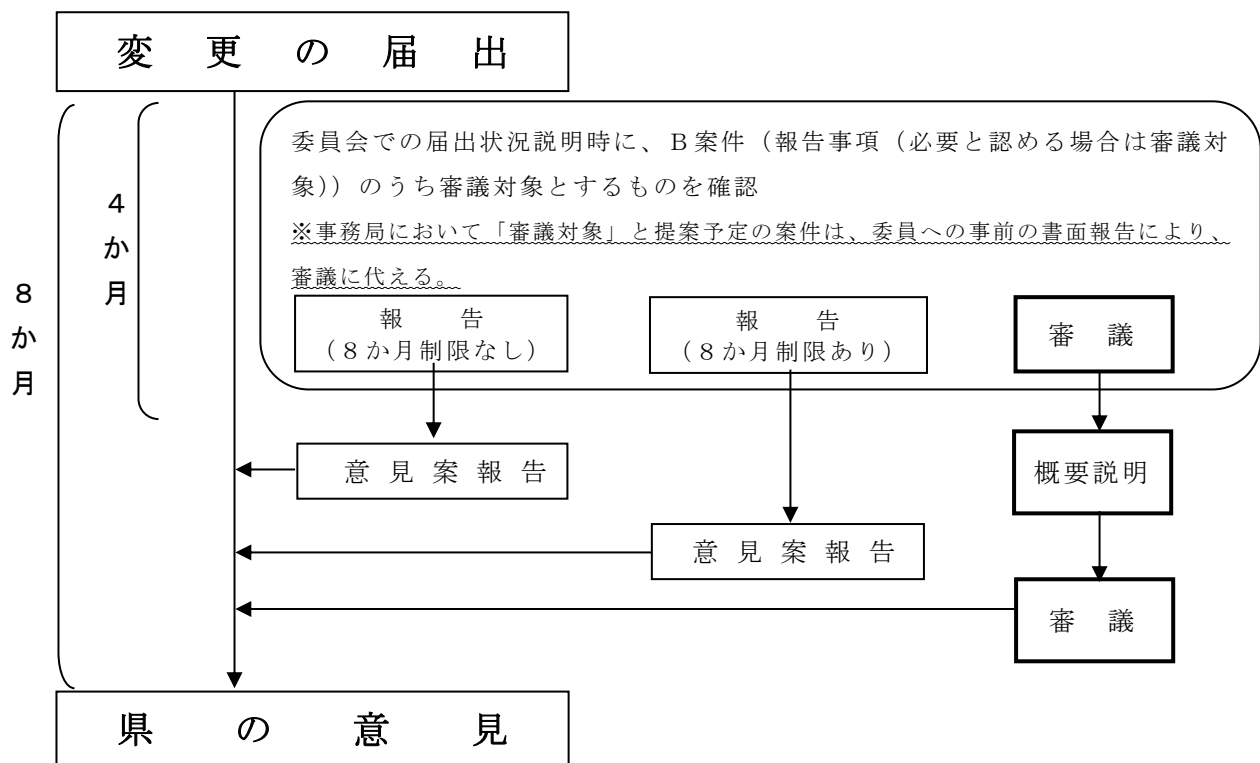 変更の届出
委員会での届出状況説明時に、Ｂ案件（報告事項（必要と認める場合は審議対
象））のうち審議対象とするものを確認
※事務局において「審議対象」と提案予定の案件は、委員への事前の書面報告により、
審議に代える。
４か月
８か月
報　告
（８か月制限なし）
報　告
（８か月制限あり）
審　議
意見案報告
概要説明
意見案報告
審　議
県の意見